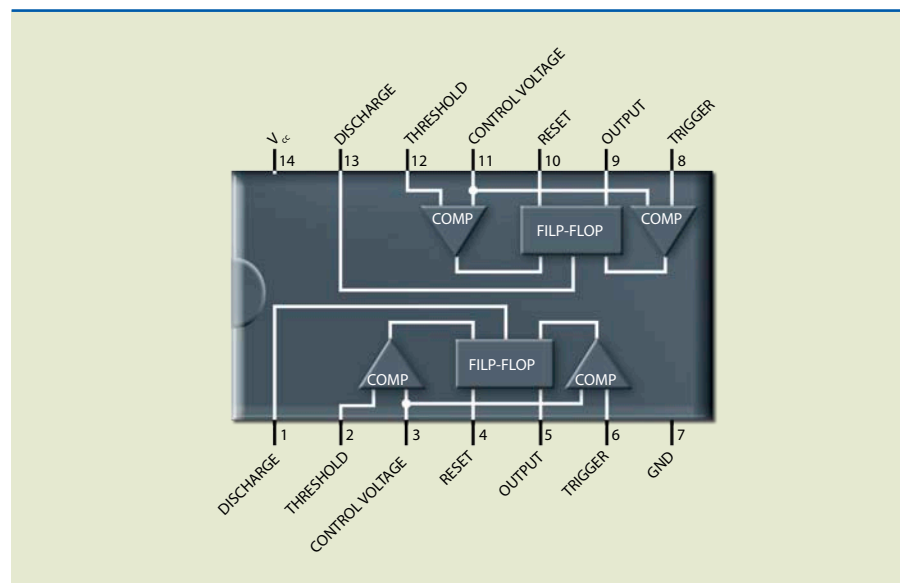 V cc
DISCHARGE
THRESHOLD
CONTROL VOLTAGE
RESET
OUTPUT
TRIGGER
14
13
12
11
10
9
8
COMP
FILP-FLOP
COMP
COMP
FILP-FLOP
COMP
1
2
3
4
5
6
7
DISCHARGE
THRESHOLD
CONTROL VOLTAGE
RESET
OUTPUT
TRIGGER
GND